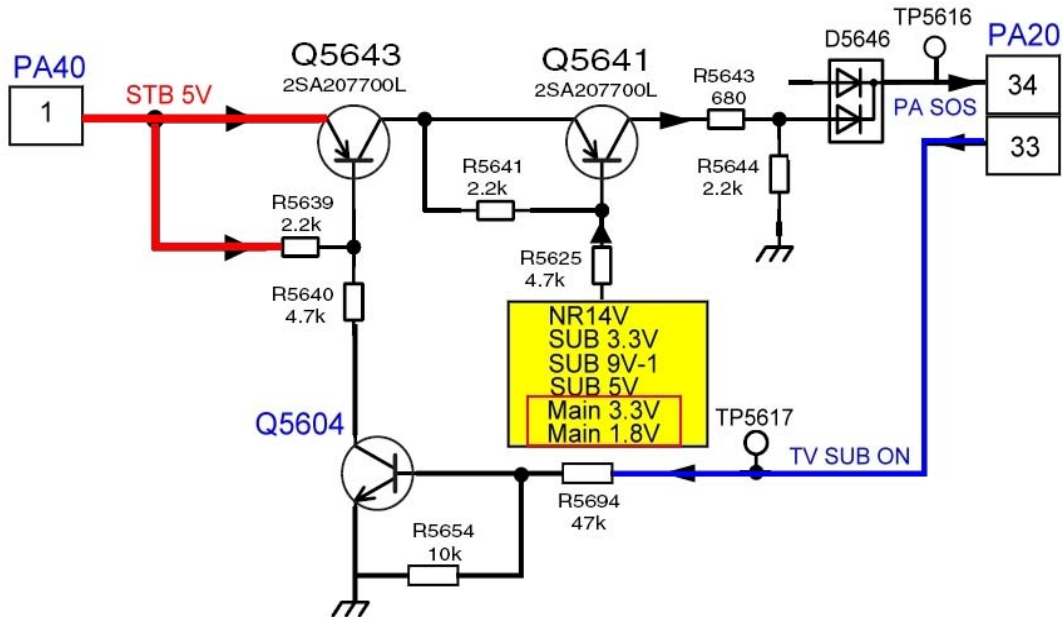 TP5616
Q5643
Q5641
D5646
PA20
PA40
2SA207700L
2SA207700L
R5643
680
1
STB 5V
34
PA SOS
33
R5641
2.2k
R5644
2.2k
R5639
2.2k
R5625
4.7k
R5640
4.7k
NR14V
SUB 3.3V
SUB 9V-1
SUB 5V
Main 3.3V
Main 1.8V
Q5604
TP5617
TV SUB ON
R5694
47k
R5654
10k